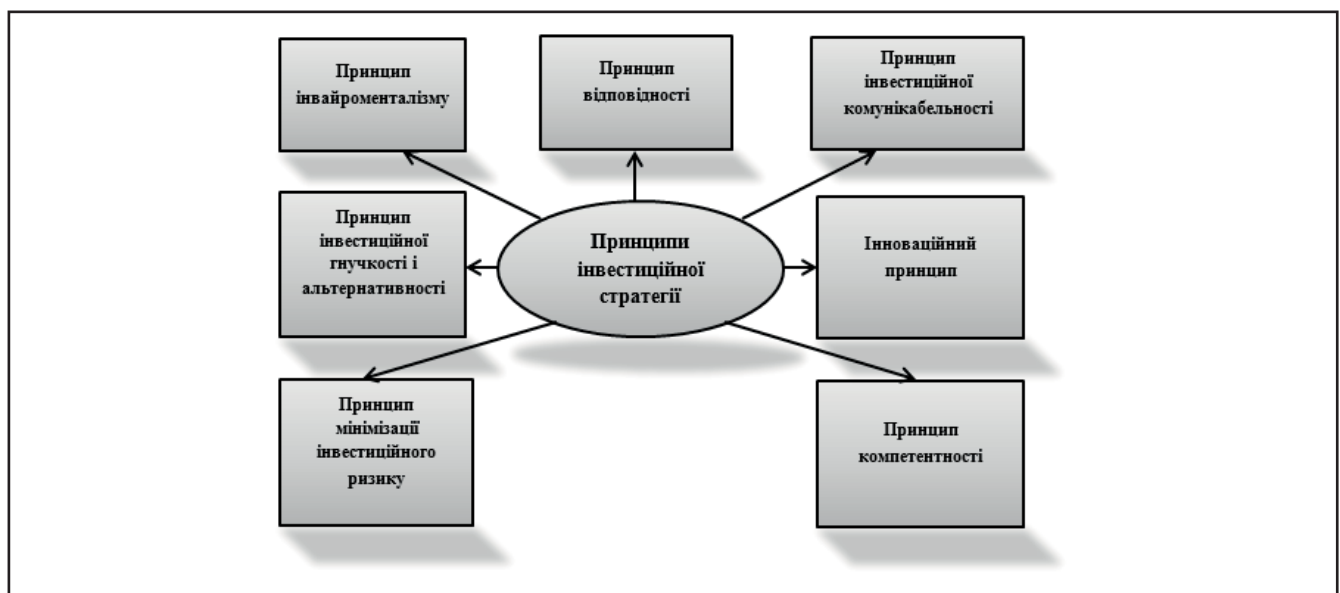 Принцип
інвайроменталізму
Принцип
відповідності
Принцип
інвестиційної
комунікабельності
Принцип
інвестиційної
гнучкості і
альтернативності
Принципи
інвестиційної
стратегії
Інноваційний
принцип
Принцип
мінімізації
інвестиційного
ризику
Принцип
компетентності